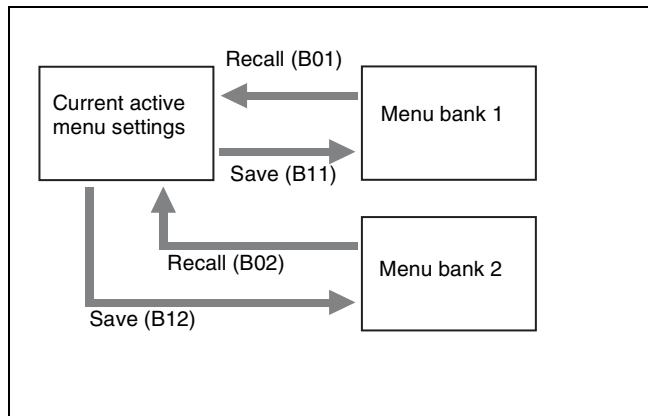 Recall (B01)
Current active
menu settings
Menu bank 1
Save (B11)
Recall (B02)
Menu bank 2
Save (B12)